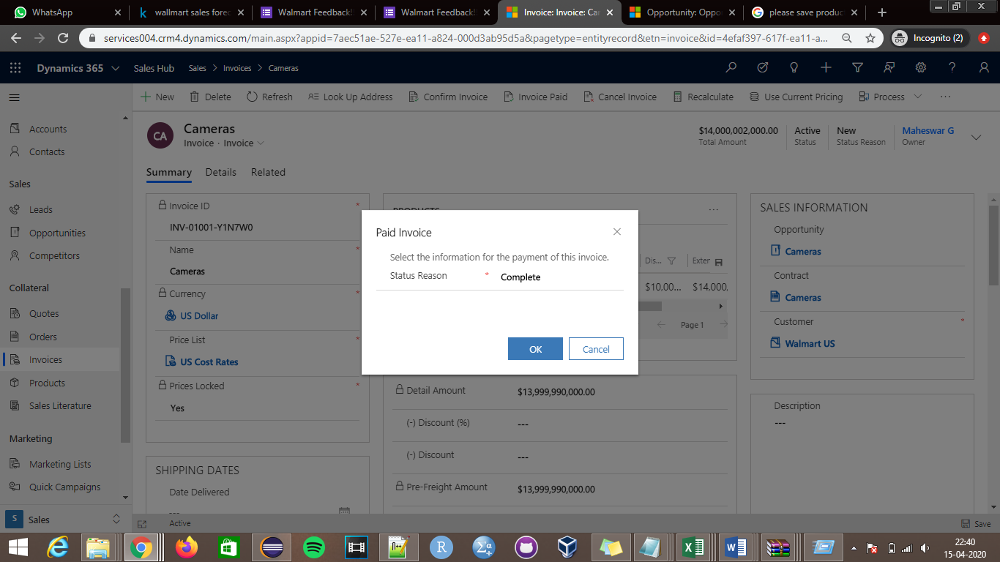 WhatsApp
wallmart sales fore
Walmart Feedback!
Walmart Feedback!
Invoice: Invoice: Ca
Opportunity: Oppo
please save produc
services004.crm4.dynamics.com/main.aspx?appid=7aec51ae-527e-ea11-a824-000d3ab95d5a&pagetype=entityrecord&etn=invoice&id=4efaf397-617f-ea11-a...
Incognito (2)
Dynamics 365
Sales Hub
Sales > Invoices > Cameras
New
Delete
Refresh
Look Up Address
Confirm Invoice
Invoice Paid
Cancel Invoice
Recalculate
Use Current Pricing
Process
Accounts
Contacts
Sales
Leads
Opportunities
Competitors
Collateral
Quotes
Orders
Invoices
Products
Sales Literature
Marketing
Marketing Lists
Quick Campaigns
S Sales
CA
Cameras
Invoice · Invoice
$14,000,002,000.00
Total Amount
Active
Status
New
Status Reason
Maheswar G
Owner
Summary
Details
Related
Invoice ID *
INV-01001-Y1N7W0
Name *
Cameras
Currency *
US Dollar
Price List *
US Cost Rates
Prices Locked *
Yes
SHIPPING DATES
Date Delivered
---
PRODUCTS
Dis...
Exter
$10,00...
$14,000,
Page 1
Paid Invoice
Select the information for the payment of this invoice.
Status Reason * Complete
OK
Cancel
Detail Amount $13,999,990,000.00
(-) Discount (%) ---
(-) Discount ---
Pre-Freight Amount $13,999,990,000.00
SALES INFORMATION
Opportunity
Cameras
Contract
Cameras
Customer *
Walmart US
Description
---
Active
Save
22:40
15-04-2020